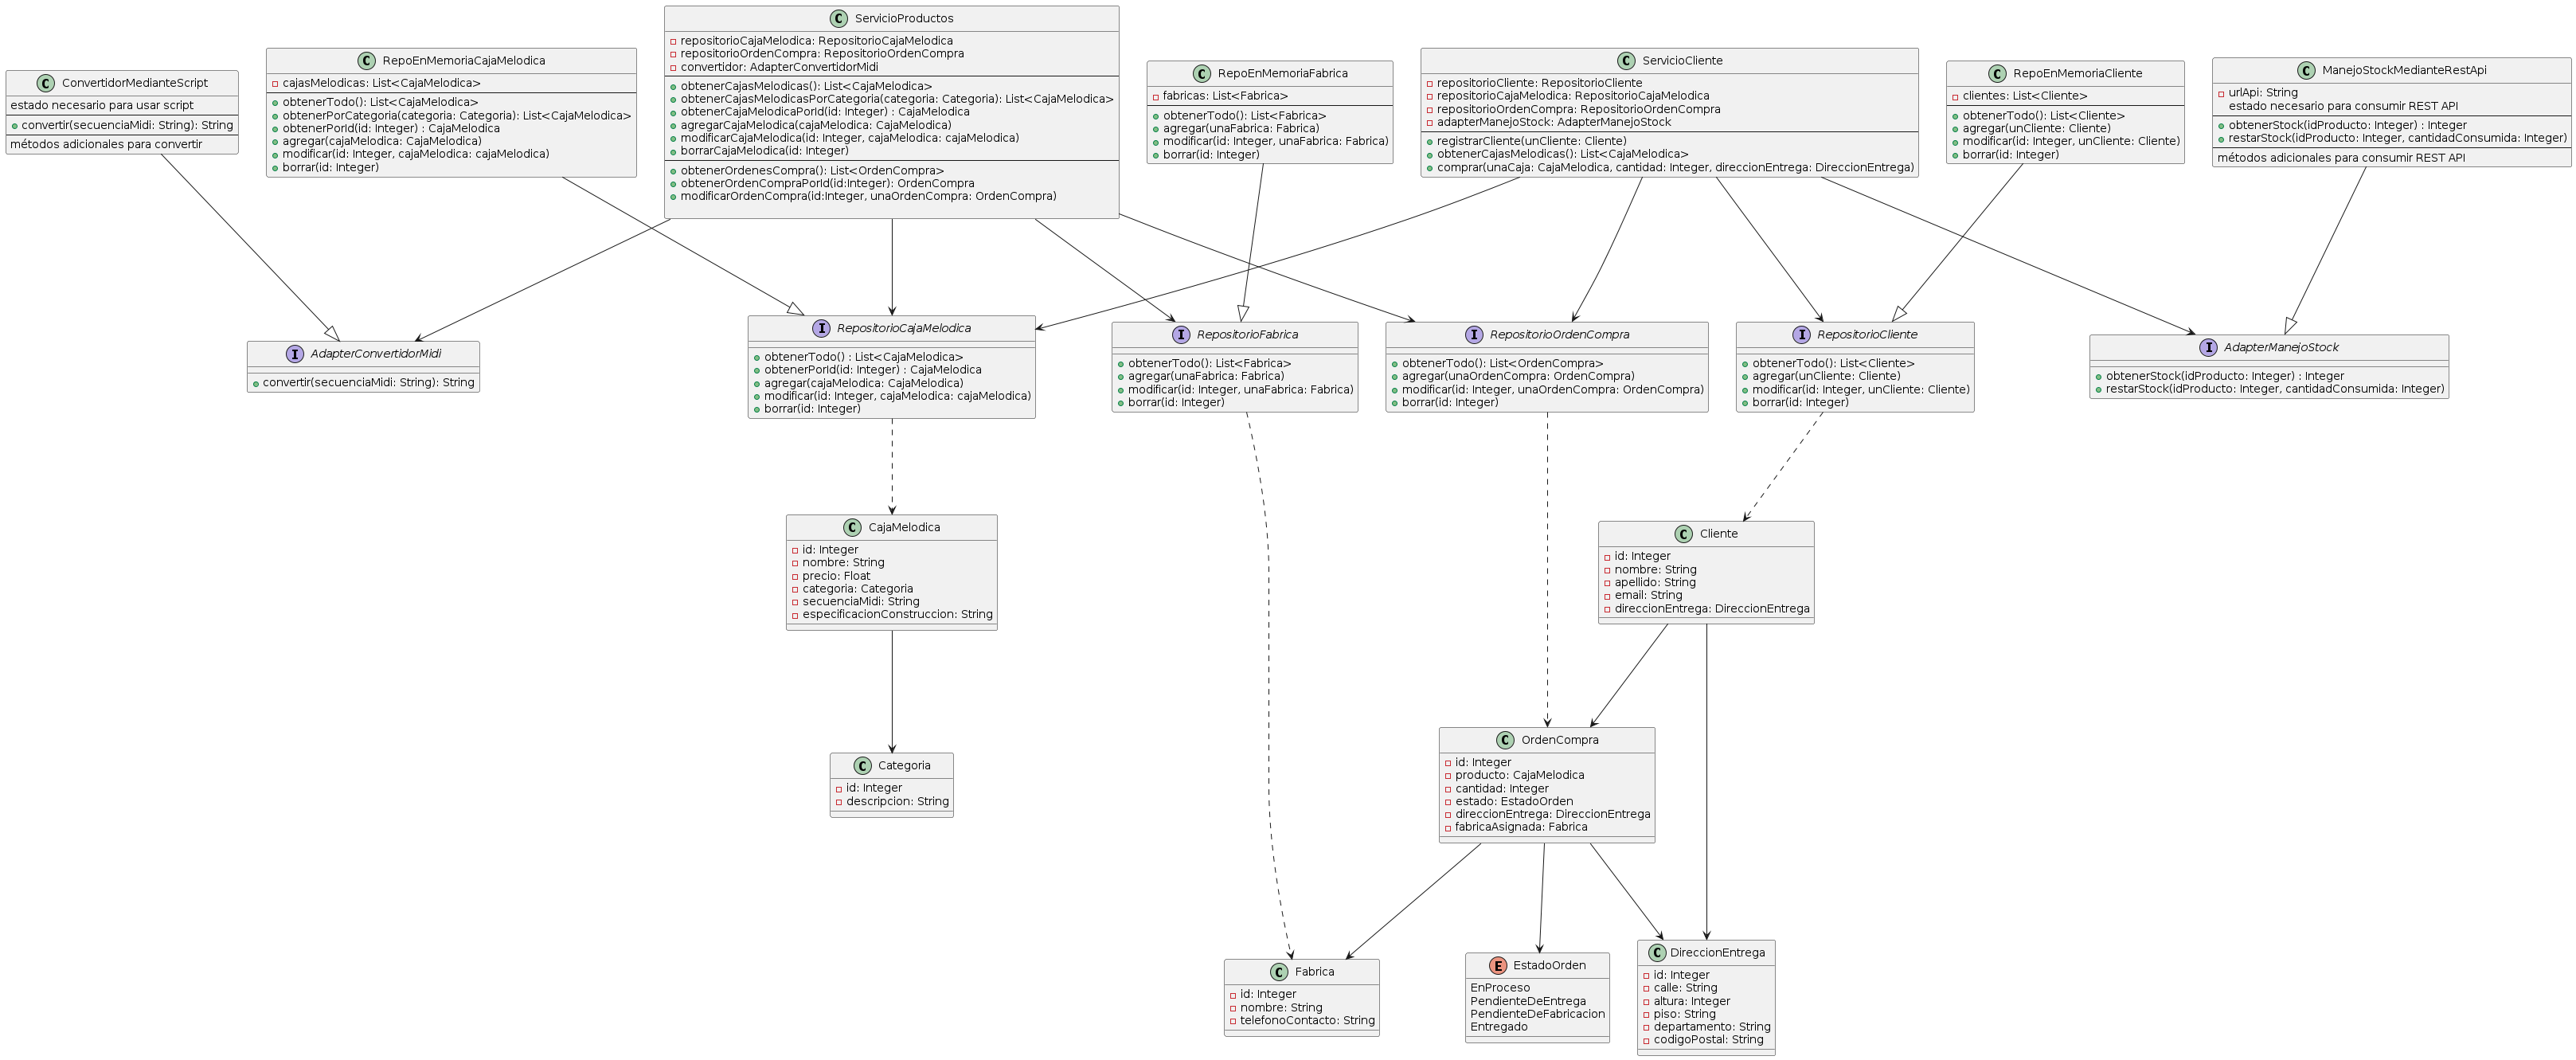 ServicioProductos
repositorioCajaMelodica: RepositorioCajaMelodica
repositorioOrdenCompra: RepositorioOrdenCompra
convertidor: AdapterConvertidorMidi
obtenerCajasMelodicas(): List<CajaMelodica>
obtenerCajasMelodicasPorCategoria(categoria: Categoria): List<CajaMelodica>
obtenerCajaMelodicaPorId(id: Integer) : CajaMelodica
agregarCajaMelodica(cajaMelodica: CajaMelodica)
modificarCajaMelodica(id: Integer, cajaMelodica: cajaMelodica)
borrarCajaMelodica(id: Integer)
obtenerOrdenesCompra(): List<OrdenCompra>
obtenerOrdenCompraPorId(id:Integer): OrdenCompra
modificarOrdenCompra(id:Integer, unaOrdenCompra: OrdenCompra)
ConvertidorMedianteScript
estado necesario para usar script
convertir(secuenciaMidi: String): String
métodos adicionales para convertir
RepoEnMemoriaCajaMelodica
cajasMelodicas: List<CajaMelodica>
obtenerTodo(): List<CajaMelodica>
obtenerPorCategoria(categoria: Categoria): List<CajaMelodica>
obtenerPorId(id: Integer) : CajaMelodica
agregar(cajaMelodica: CajaMelodica)
modificar(id: Integer, cajaMelodica: cajaMelodica)
borrar(id: Integer)
RepoEnMemoriaFabrica
fabricas: List<Fabrica>
obtenerTodo(): List<Fabrica>
agregar(unaFabrica: Fabrica)
modificar(id: Integer, unaFabrica: Fabrica)
borrar(id: Integer)
ServicioCliente
repositorioCliente: RepositorioCliente
repositorioCajaMelodica: RepositorioCajaMelodica
repositorioOrdenCompra: RepositorioOrdenCompra
adapterManejoStock: AdapterManejoStock
registrarCliente(unCliente: Cliente)
obtenerCajasMelodicas(): List<CajaMelodica>
comprar(unaCaja: CajaMelodica, cantidad: Integer, direccionEntrega: DireccionEntrega)
RepoEnMemoriaCliente
clientes: List<Cliente>
obtenerTodo(): List<Cliente>
agregar(unCliente: Cliente)
modificar(id: Integer, unCliente: Cliente)
borrar(id: Integer)
ManejoStockMedianteRestApi
urlApi: String
estado necesario para consumir REST API
obtenerStock(idProducto: Integer) : Integer
restarStock(idProducto: Integer, cantidadConsumida: Integer)
métodos adicionales para consumir REST API
AdapterConvertidorMidi
convertir(secuenciaMidi: String): String
RepositorioCajaMelodica
obtenerTodo() : List<CajaMelodica>
obtenerPorId(id: Integer) : CajaMelodica
agregar(cajaMelodica: CajaMelodica)
modificar(id: Integer, cajaMelodica: cajaMelodica)
borrar(id: Integer)
RepositorioFabrica
obtenerTodo(): List<Fabrica>
agregar(unaFabrica: Fabrica)
modificar(id: Integer, unaFabrica: Fabrica)
borrar(id: Integer)
RepositorioOrdenCompra
obtenerTodo(): List<OrdenCompra>
agregar(unaOrdenCompra: OrdenCompra)
modificar(id: Integer, unaOrdenCompra: OrdenCompra)
borrar(id: Integer)
RepositorioCliente
obtenerTodo(): List<Cliente>
agregar(unCliente: Cliente)
modificar(id: Integer, unCliente: Cliente)
borrar(id: Integer)
AdapterManejoStock
obtenerStock(idProducto: Integer) : Integer
restarStock(idProducto: Integer, cantidadConsumida: Integer)
CajaMelodica
id: Integer
nombre: String
precio: Float
categoria: Categoria
secuenciaMidi: String
especificacionConstruccion: String
Cliente
id: Integer
nombre: String
apellido: String
email: String
direccionEntrega: DireccionEntrega
Categoria
id: Integer
descripcion: String
OrdenCompra
id: Integer
producto: CajaMelodica
cantidad: Integer
estado: EstadoOrden
direccionEntrega: DireccionEntrega
fabricaAsignada: Fabrica
Fabrica
id: Integer
nombre: String
telefonoContacto: String
EstadoOrden
EnProceso
PendienteDeEntrega
PendienteDeFabricacion
Entregado
DireccionEntrega
id: Integer
calle: String
altura: Integer
piso: String
departamento: String
codigoPostal: String